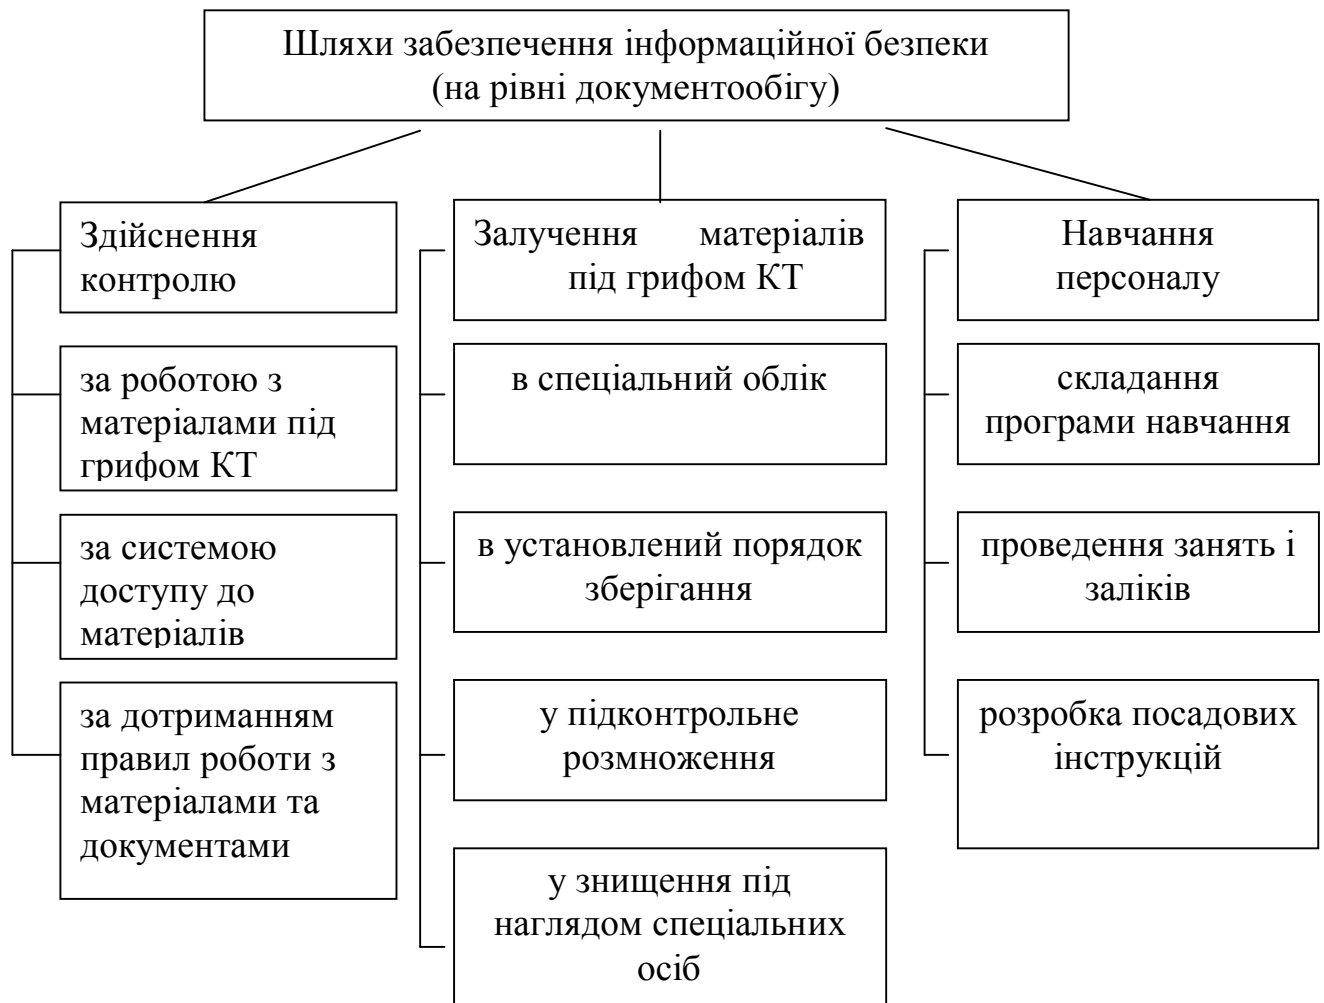 Шляхи забезпечення інформаційної безпеки
(на рівні документообігу)
Здійснення
контролю
за роботою з
матеріалами під
грифом КТ
за системою
доступу до
матеріалів
за дотриманням
правил роботи з
матеріалами та
документами
Залучення матеріалів
під грифом КТ
в спеціальний облік
в установлений порядок
зберігання
у підконтрольне
розмноження
у знищення під
наглядом спеціальних
осіб
Навчання
персоналу
складання
програми навчання
проведення занять і
заліків
розробка посадових
інструкцій